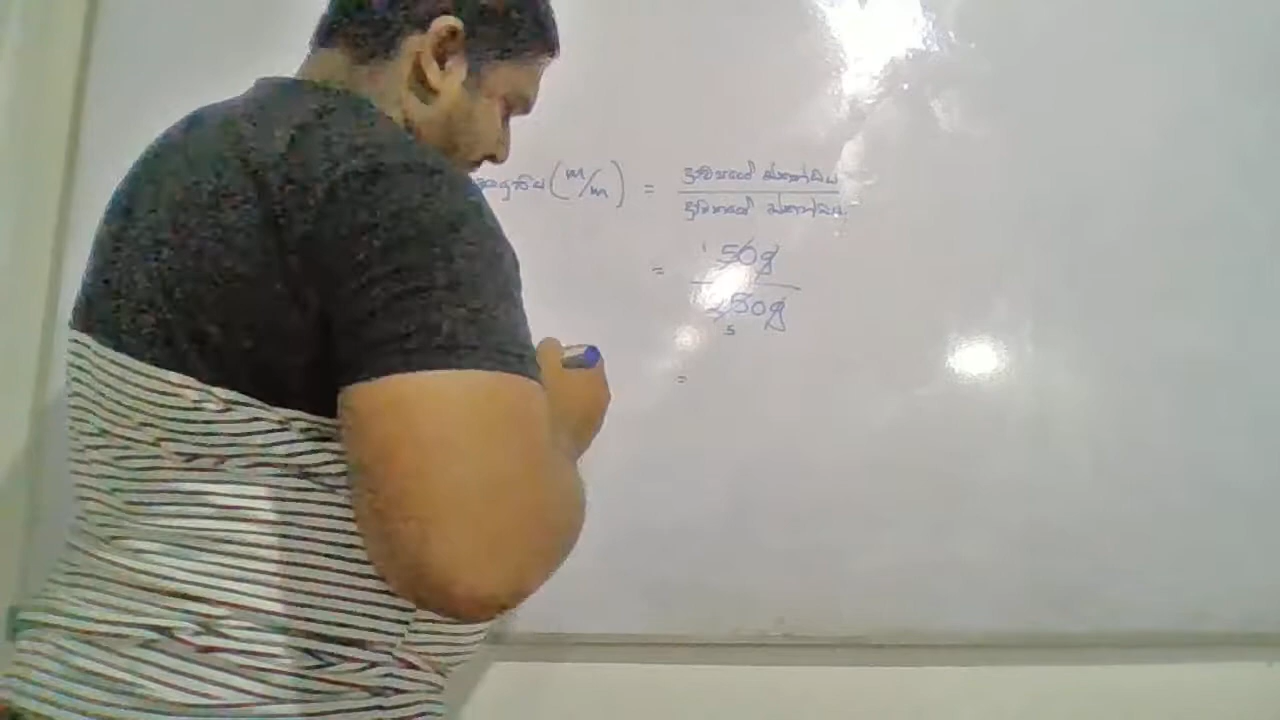 (m/m) = ද්‍රාව්‍යයේ ස්කන්ධය
ද්‍රාවණයේ ස්කන්ධය
= 1 50g
250g
5
=